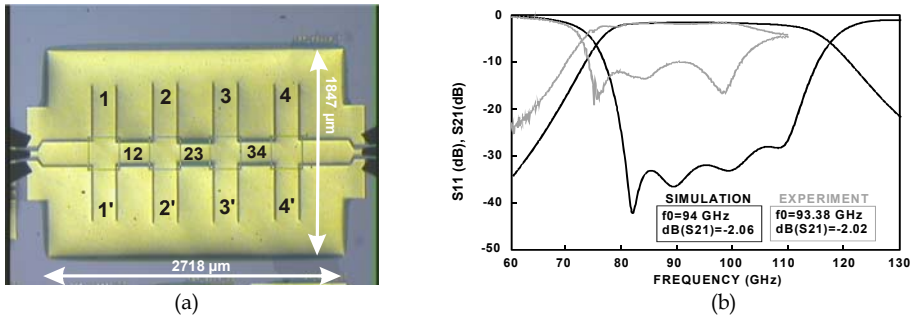 1 2 3 4
12 23 34
1' 2' 3' 4'
1847 µm
2718 µm
(a)
S11 (dB), S21(dB)
0
-10
-20
-30
-40
-50
SIMULATION
f0=94 GHz
dB(S21)=-2.06
EXPERIMENT
f0=93.38 GHz
dB(S21)=-2.02
60 70 80 90 100 110 120 130
FREQUENCY (GHz)
(b)